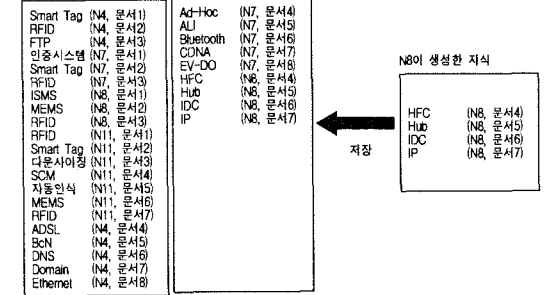 Smart Tag (N4, 문서1)
RFID (N4, 문서2)
FTP (N4, 문서3)
인증시스템 (N7, 문서1)
Smart Tag (N7, 문서2)
RFID (N7, 문서3)
ISMS (N8, 문서1)
MEMS (N8, 문서2)
RFID (N8, 문서3)
RFID (N11, 문서1)
Smart Tag (N11, 문서2)
다운사이징 (N11, 문서3)
SCM (N11, 문서4)
자동인식 (N11, 문서5)
MEMS (N11, 문서6)
RFID (N11, 문서7)
ADSL (N4, 문서4)
BcN (N4, 문서5)
DNS (N4, 문서6)
Domain (N4, 문서7)
Ethernet (N4, 문서8)
Ad-Hoc (N7, 문서4)
ALI (N7, 문서5)
Bluetooth (N7, 문서6)
CDNA (N7, 문서7)
EV-DO (N7, 문서8)
HFC (N8, 문서4)
Hub (N8, 문서5)
IDC (N8, 문서6)
IP (N8, 문서7)
저장
N8이 생성한 지식
HFC (N8, 문서4)
Hub (N8, 문서5)
IDC (N8, 문서6)
IP (N8, 문서7)